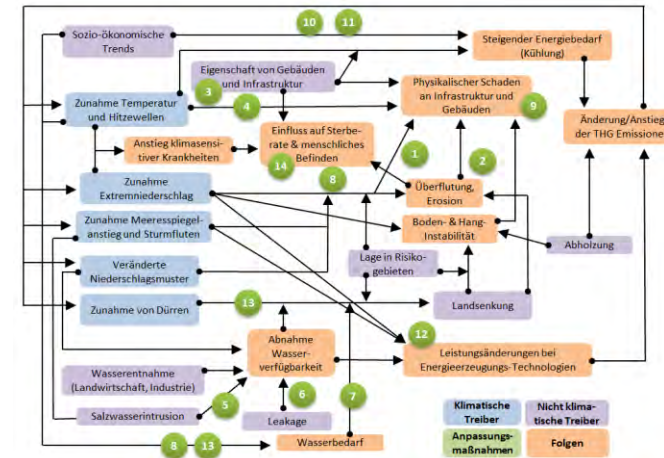 10
11
Sozio-ökonomische
Trends
Steigender Energiebedarf
(Kühlung)
Eigenschaft von Gebäuden
und Infrastruktur
3
4
Physikalischer Schaden
an Infrastruktur und
Gebäuden
9
Zunahme Temperatur
und Hitzewellen
Änderung/Anstieg
der THG Emissione
Anstieg klimasensi-
tiver Krankheiten
Einfluss auf Sterbe-
rate & menschliches
Befinden
14
1
2
8
Zunahme
Extremniederschlag
Überflutung,
Erosion
Zunahme Meeresspiegel-
anstieg und Sturmfluten
Boden- & Hang-
Instabilität
Abholzung
Lage in Risiko-
gebieten
Veränderte
Niederschlagsmuster
Zunahme von Dürren
13
Landsenkung
Abnahme
Wasser-
verfügbarkeit
12
Leistungsänderungen bei
Energieerzeugungs-Technologien
Wasserentnahme
(Landwirtschaft, Industrie)
5
6
7
Salzwasserintrusion
Leakage
8
13
Wasserbedarf
Klimatische
Treiber
Nicht klima-
tische Treiber
Anpassungs-
maßnahmen
Folgen